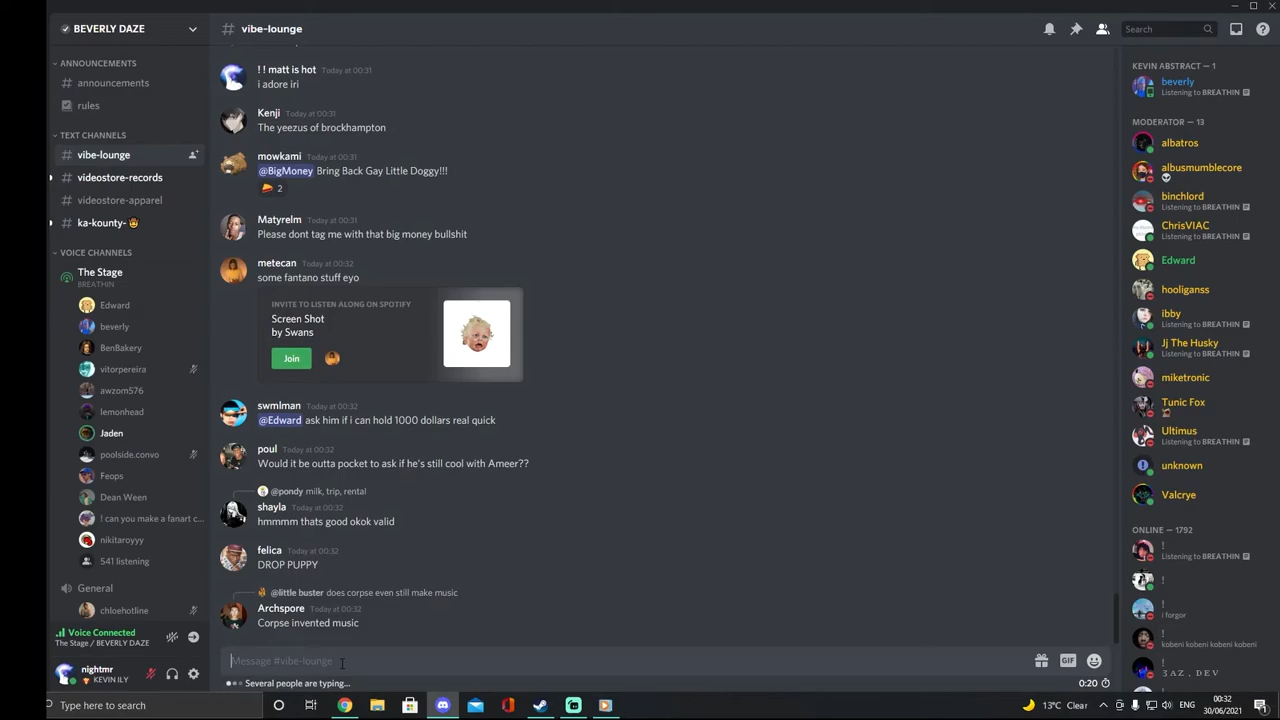 BEVERLY DAZE
ANNOUNCEMENTS
# announcements
rules
TEXT CHANNELS
# vibe-lounge
# videostore-records
# videostore-apparel
# ka-kounty-🤠
VOICE CHANNELS
The Stage
BREATHIN
Edward
beverly
BenBakery
vitorpereira
awzom576
lemonhead
Jaden
poolside.convo
Feops
Dean Ween
! can you make a fanart c...
nikitaroyyy
541 listening
General
chloehotline
Voice Connected
The Stage / BEVERLY DAZE
nightmr
KEVIN ILY
# vibe-lounge
Search
! ! matt is hot Today at 00:31
i adore iri
Kenji Today at 00:31
The yeezus of brockhampton
mowkami Today at 00:31
@BigMoney Bring Back Gay Little Doggy!!!
2
Matyrelm Today at 00:31
Please dont tag me with that big money bullshit
metecan Today at 00:32
some fantano stuff eyo
INVITE TO LISTEN ALONG ON SPOTIFY
Screen Shot
by Swans
Join
swmlman Today at 00:32
@Edward ask him if i can hold 1000 dollars real quick
poul Today at 00:32
Would it be outta pocket to ask if he's still cool with Ameer??
@pondy milk, trip, rental
shayla Today at 00:32
hmmmm thats good okok valid
felica Today at 00:32
DROP PUPPY
@little buster does corpse even still make music
Archspore Today at 00:32
Corpse invented music
Message #vibe-lounge
GIF
Several people are typing...
0:20
KEVIN ABSTRACT — 1
beverly
Listening to BREATHIN
MODERATOR — 13
albatros
albusmumblecore
👽
binchlord
Listening to BREATHIN
ChrisVIAC
Listening to BREATHIN
Edward
hooliganss
ibby
Listening to BREATHIN
Jj The Husky
Listening to BREATHIN
miketronic
Tunic Fox
Ultimus
Listening to BREATHIN
unknown
Valcrye
ONLINE — 1792
!
Listening to BREATHIN
!
!
i forgor
!
kobeni kobeni kobeni kobeni
!
3 A Z . D E V
Type here to search
13°C Clear
ENG
00:32
30/06/2021